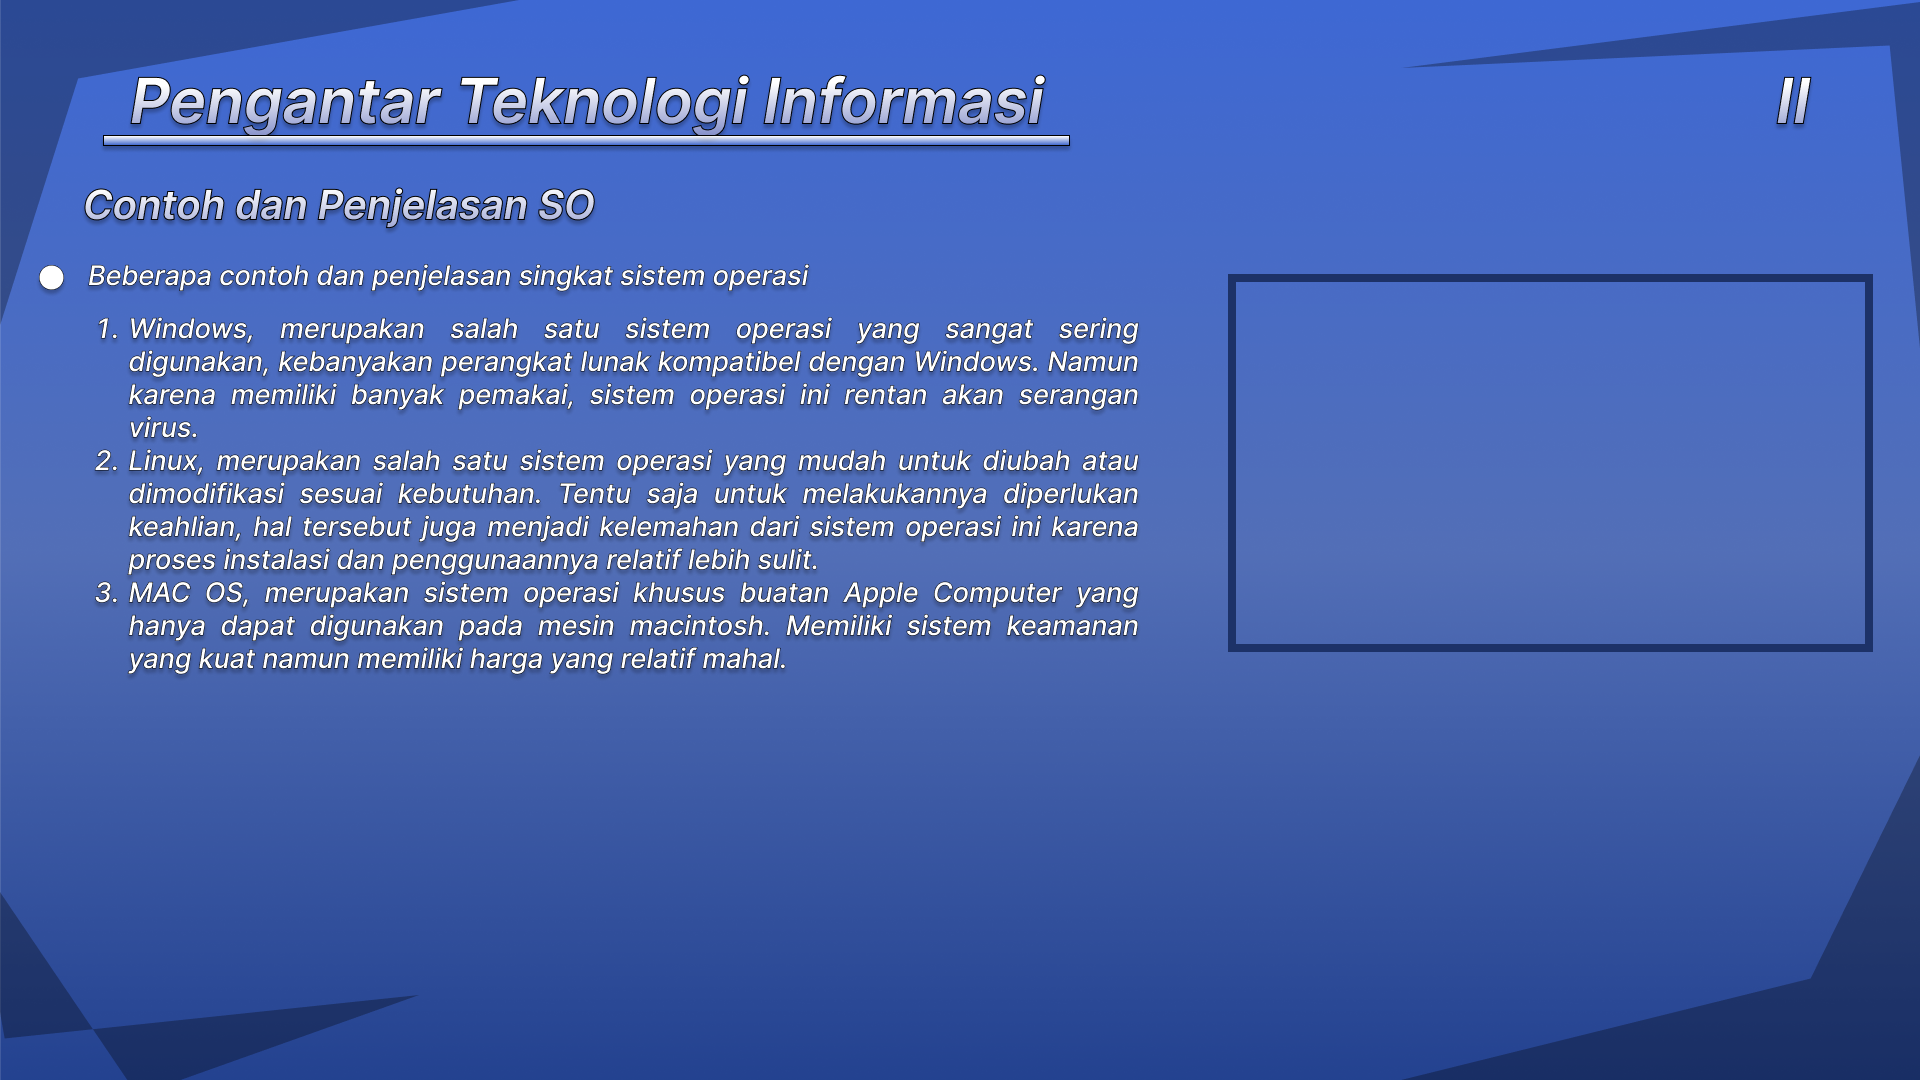 Pengantar Teknologi Informasi
II
Contoh dan Penjelasan SO
Beberapa contoh dan penjelasan singkat sistem operasi
1. Windows, merupakan salah satu sistem operasi yang sangat sering
digunakan, kebanyakan perangkat lunak kompatibel dengan Windows. Namun
karena memiliki banyak pemakai, sistem operasi ini rentan akan serangan
virus.
2. Linux, merupakan salah satu sistem operasi yang mudah untuk diubah atau
dimodifikasi sesuai kebutuhan. Tentu saja untuk melakukannya diperlukan
keahlian, hal tersebut juga menjadi kelemahan dari sistem operasi ini karena
proses instalasi dan penggunaannya relatif lebih sulit.
3. MAC OS, merupakan sistem operasi khusus buatan Apple Computer yang
hanya dapat digunakan pada mesin macintosh. Memiliki sistem keamanan
yang kuat namun memiliki harga yang relatif mahal.